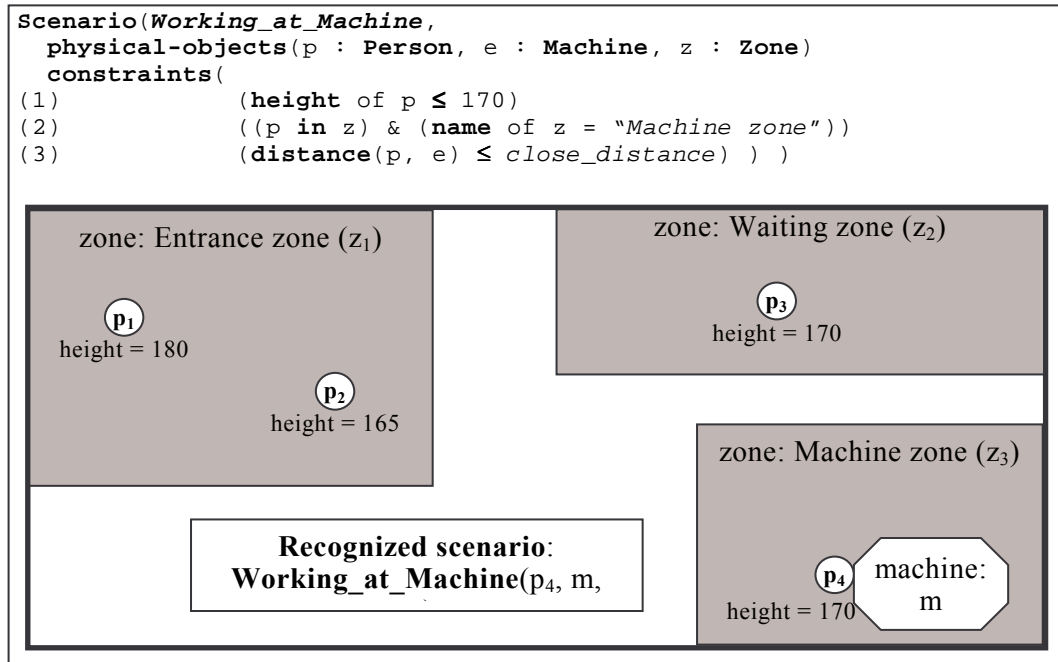 Scenario(Working_at_Machine,
physical-objects(p : Person, e : Machine, z : Zone)
constraints(
(1) (height of p ≤ 170)
(2) ((p in z) & (name of z = "Machine zone"))
(3) (distance(p, e) ≤ close_distance) ) )
zone: Entrance zone (z₁)
zone: Waiting zone (z₂)
p₁
height = 180
p₃
height = 170
p₂
height = 165
zone: Machine zone (z₃)
Recognized scenario:
Working_at_Machine(p₄, m,
p₄
height = 170
machine:
m